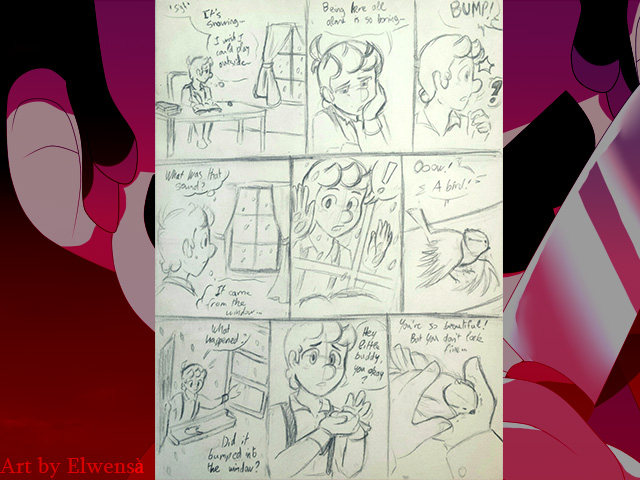 *Sigh*
It's
snowing...
I wish I
could play
outside...
Being here all
alone is so boring...
BUMP!
?
What was that
sound?
It came
from the
window...
!
Ooow!
A bird!
What
happened?
Did it
bumped into
the window?
Hey
little
buddy,
you okay
?
You're so beautiful!
But you don't look
fine...
Art by Elwensà